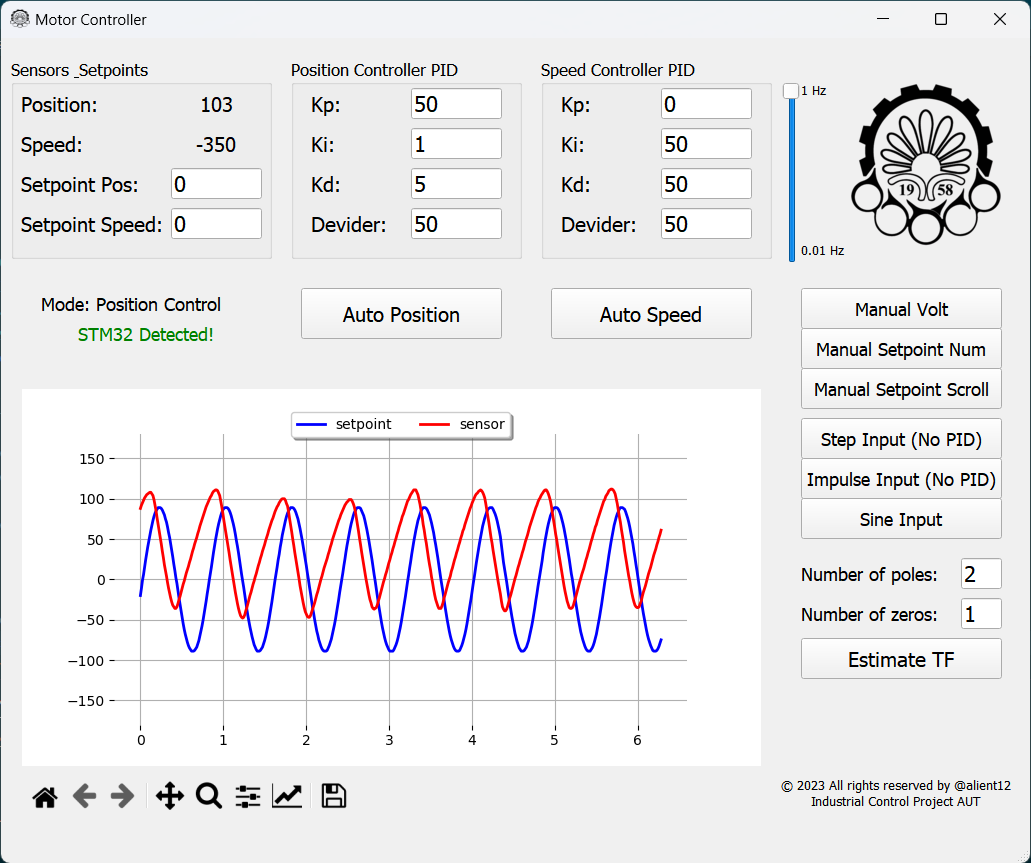 Motor Controller
Sensors _Setpoints
Position: 103
Speed: -350
Setpoint Pos: 0
Setpoint Speed: 0
Position Controller PID
Kp: 50
Ki: 1
Kd: 5
Devider: 50
Speed Controller PID
Kp: 0
Ki: 50
Kd: 50
Devider: 50
1 Hz
0.01 Hz
19 58
Mode: Position Control
STM32 Detected!
Auto Position
Auto Speed
Manual Volt
Manual Setpoint Num
Manual Setpoint Scroll
Step Input (No PID)
Impulse Input (No PID)
Sine Input
Number of poles: 2
Number of zeros: 1
Estimate TF
setpoint sensor
150
100
50
0
−50
−100
−150
0 1 2 3 4 5 6
© 2023 All rights reserved by @alient12
Industrial Control Project AUT